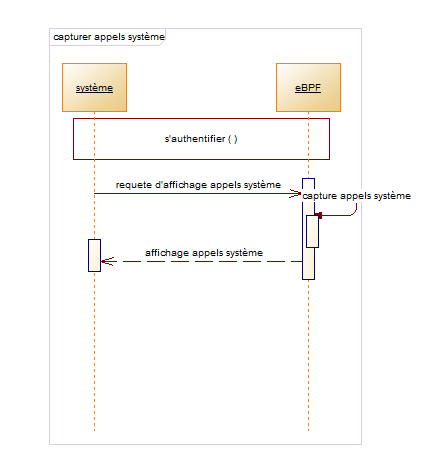 capturer appels système
système
eBPF
s'authentifier ( )
requete d'affichage appels système
capture appels système
affichage appels système